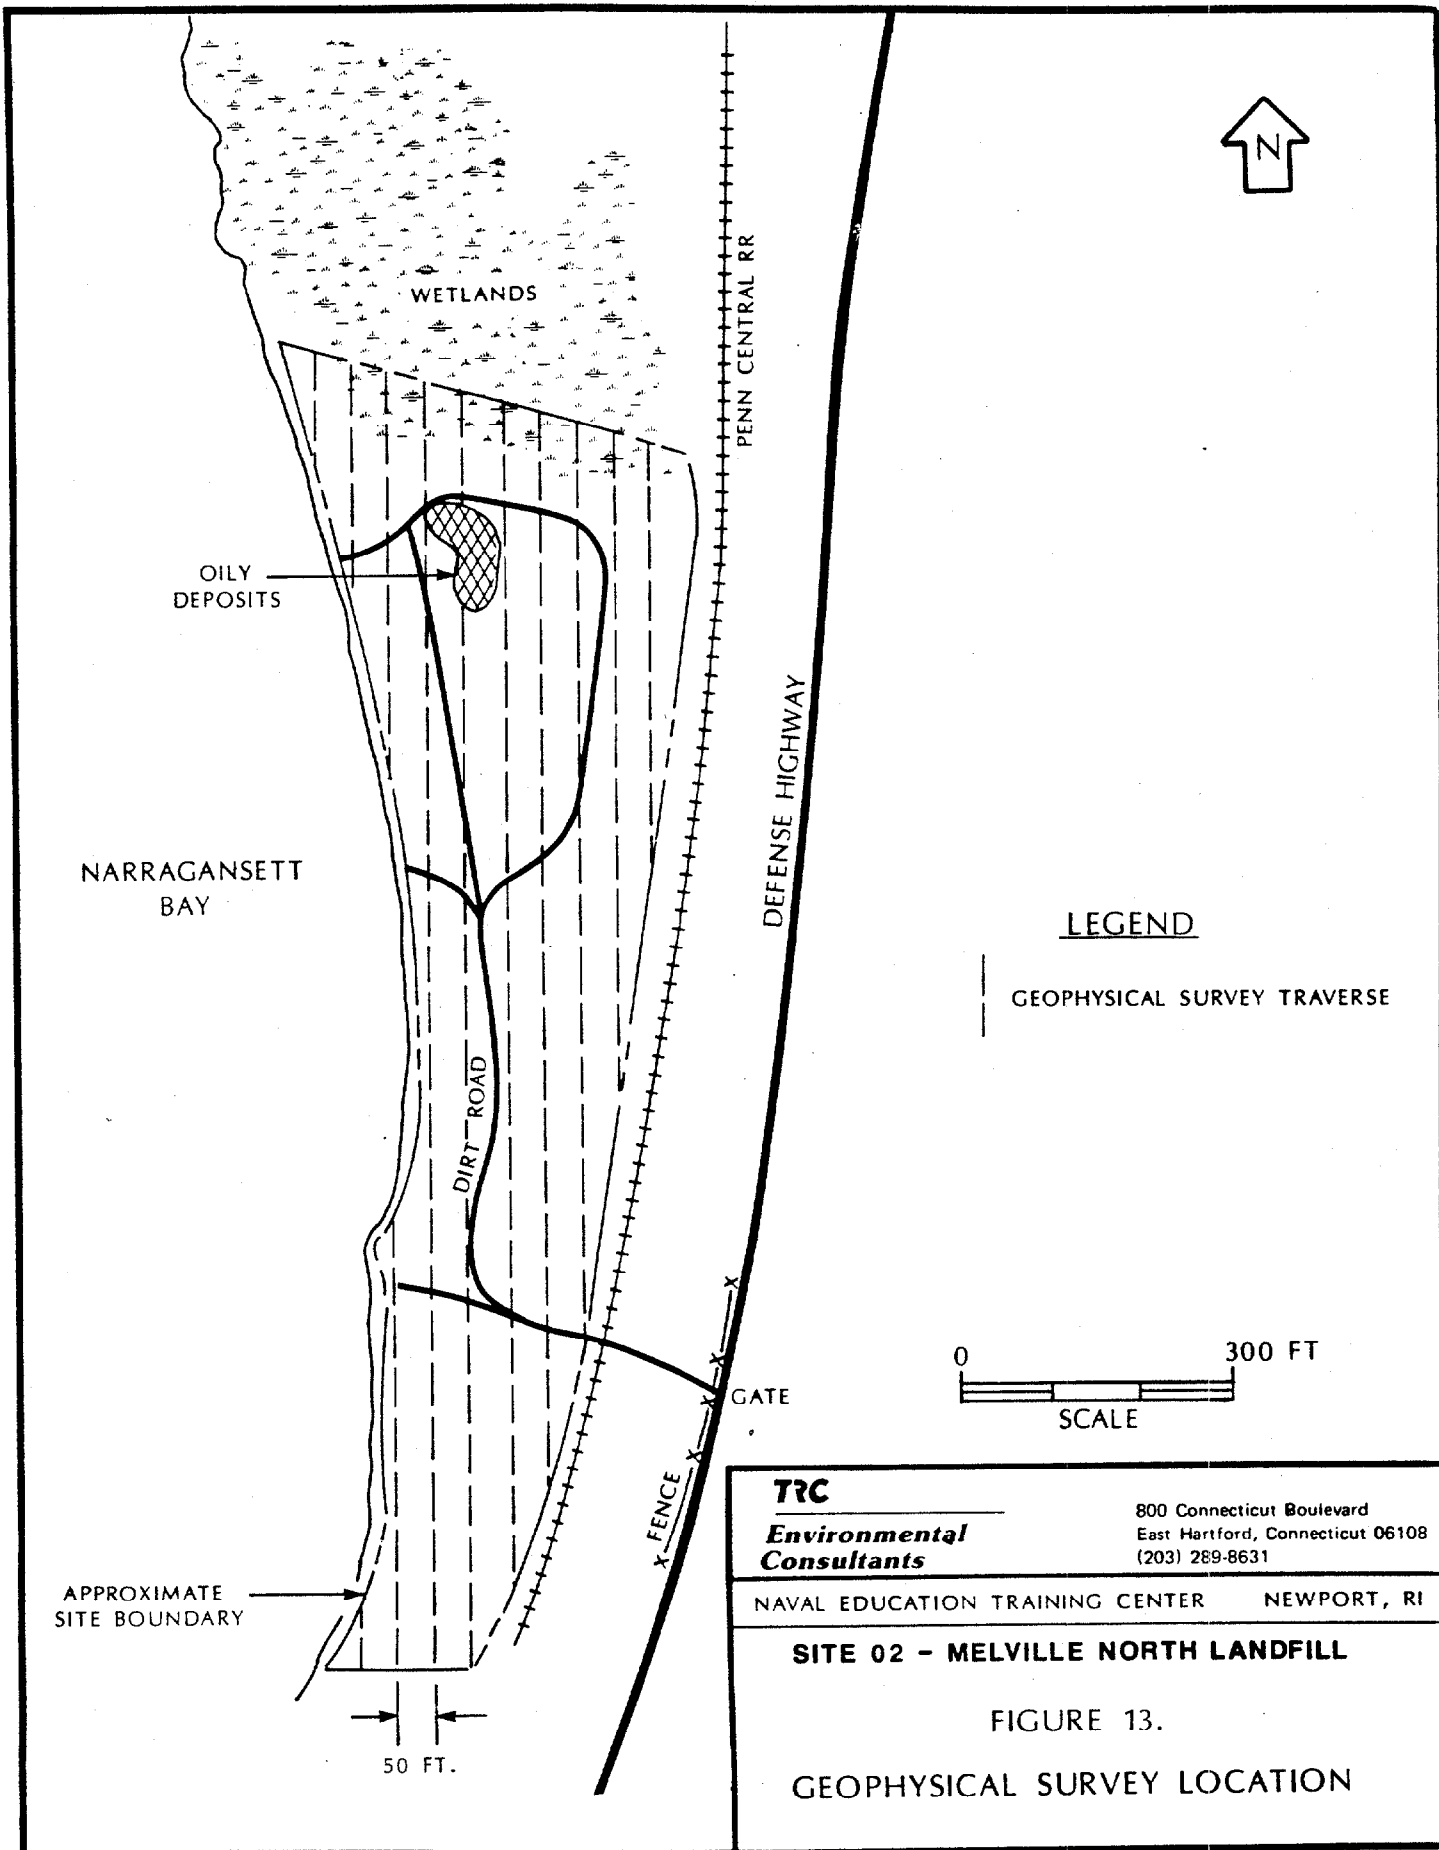 N
WETLANDS
PENN CENTRAL RR
OILY
DEPOSITS
DEFENSE HIGHWAY
NARRAGANSETT
BAY
LEGEND
GEOPHYSICAL SURVEY TRAVERSE
DIRT ROAD
0 300 FT
SCALE
GATE
FENCE
APPROXIMATE
SITE BOUNDARY
50 FT.
TRC
Environmental
Consultants
800 Connecticut Boulevard
East Hartford, Connecticut 06108
(203) 289-8631
NAVAL EDUCATION TRAINING CENTER NEWPORT, RI
SITE 02 - MELVILLE NORTH LANDFILL
FIGURE 13.
GEOPHYSICAL SURVEY LOCATION